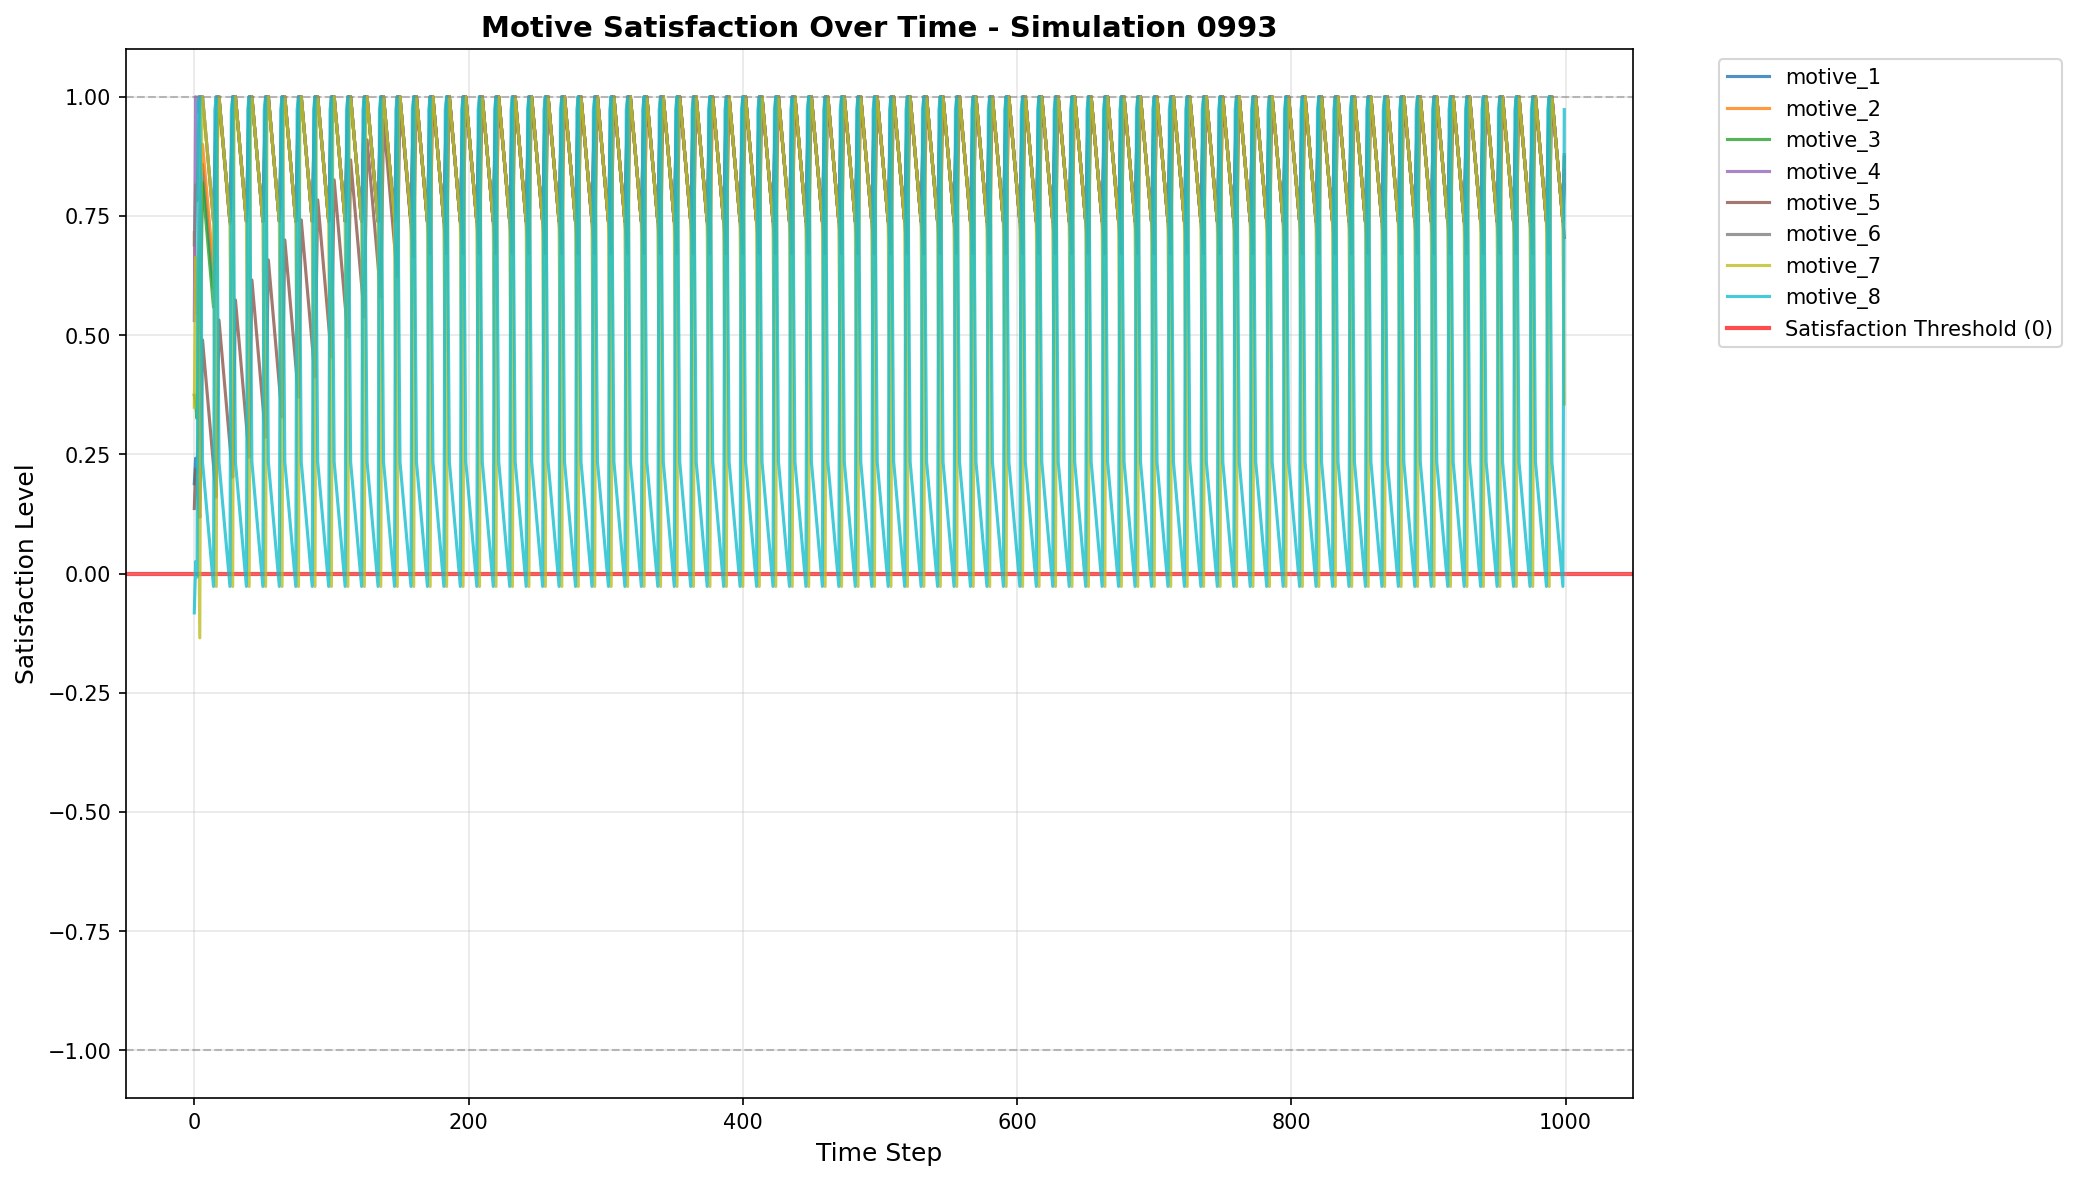 Motive Satisfaction Over Time - Simulation 0993
1.00
0.75
0.50
0.25
0.00
−0.25
−0.50
−0.75
−1.00
Satisfaction Level
0
200
400
600
800
1000
Time Step
motive_1
motive_2
motive_3
motive_4
motive_5
motive_6
motive_7
motive_8
Satisfaction Threshold (0)